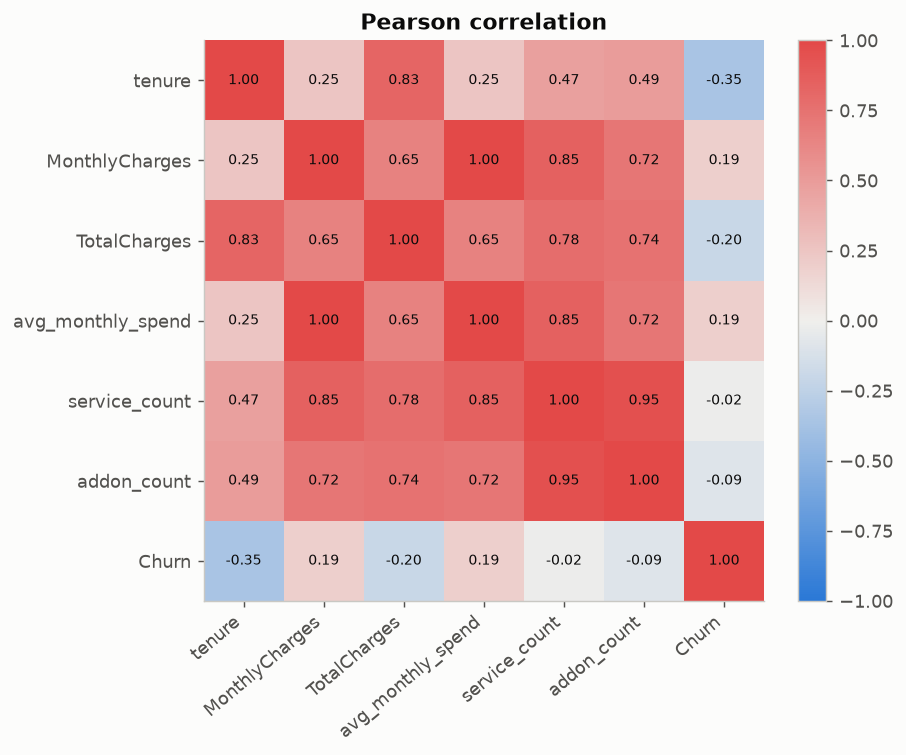 Pearson correlation
tenure 1.00 0.25 0.83 0.25 0.47 0.49 -0.35
MonthlyCharges 0.25 1.00 0.65 1.00 0.85 0.72 0.19
TotalCharges 0.83 0.65 1.00 0.65 0.78 0.74 -0.20
avg_monthly_spend 0.25 1.00 0.65 1.00 0.85 0.72 0.19
service_count 0.47 0.85 0.78 0.85 1.00 0.95 -0.02
addon_count 0.49 0.72 0.74 0.72 0.95 1.00 -0.09
Churn -0.35 0.19 -0.20 0.19 -0.02 -0.09 1.00
tenure
MonthlyCharges
TotalCharges
avg_monthly_spend
service_count
addon_count
Churn
1.00
0.75
0.50
0.25
0.00
−0.25
−0.50
−0.75
−1.00